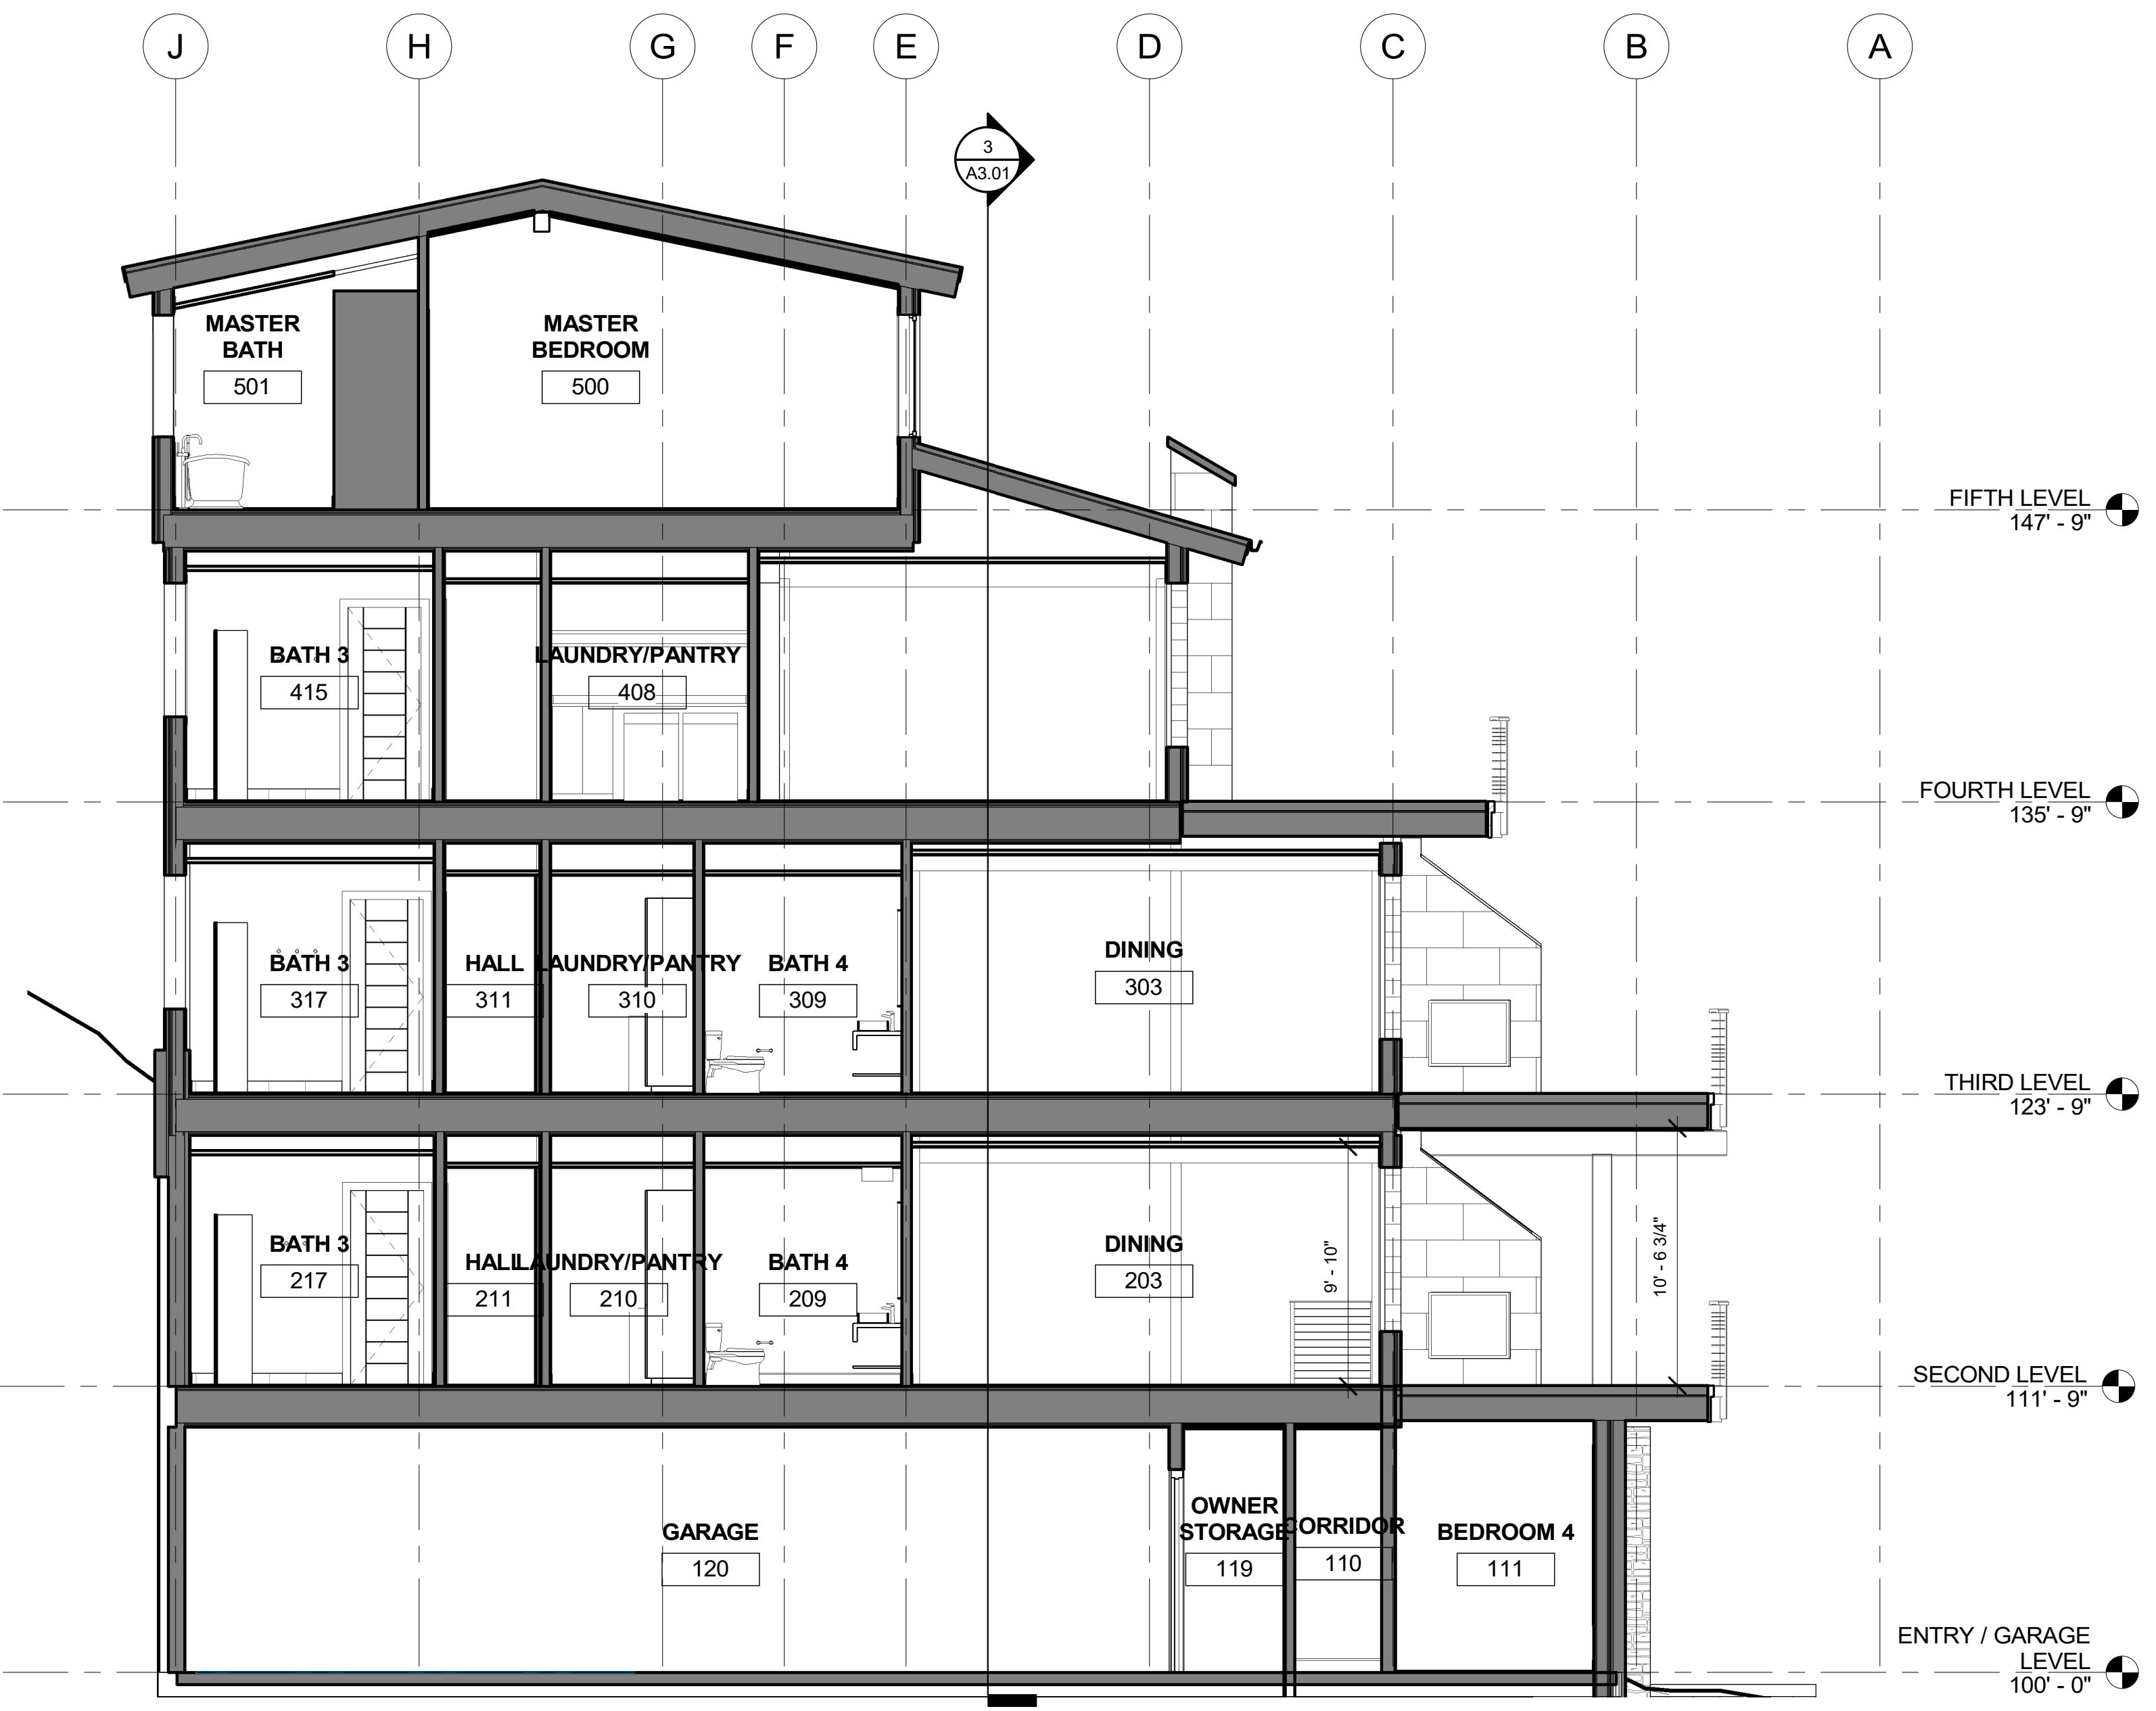 J
H
G
F
E
D
C
B
A
3
A3.01
MASTER
BATH
501
MASTER
BEDROOM
500
FIFTH LEVEL
147' - 9"
BATH 3
415
LAUNDRY/PANTRY
408
FOURTH LEVEL
135' - 9"
BATH 3
317
HALL
311
LAUNDRY/PANTRY
310
BATH 4
309
DINING
303
THIRD LEVEL
123' - 9"
BATH 3
217
HALL
211
LAUNDRY/PANTRY
210
BATH 4
209
DINING
203
9' - 10"
10' - 6 3/4"
SECOND LEVEL
111' - 9"
GARAGE
120
OWNER
STORAGE
119
CORRIDOR
110
BEDROOM 4
111
ENTRY / GARAGE
LEVEL
100' - 0"